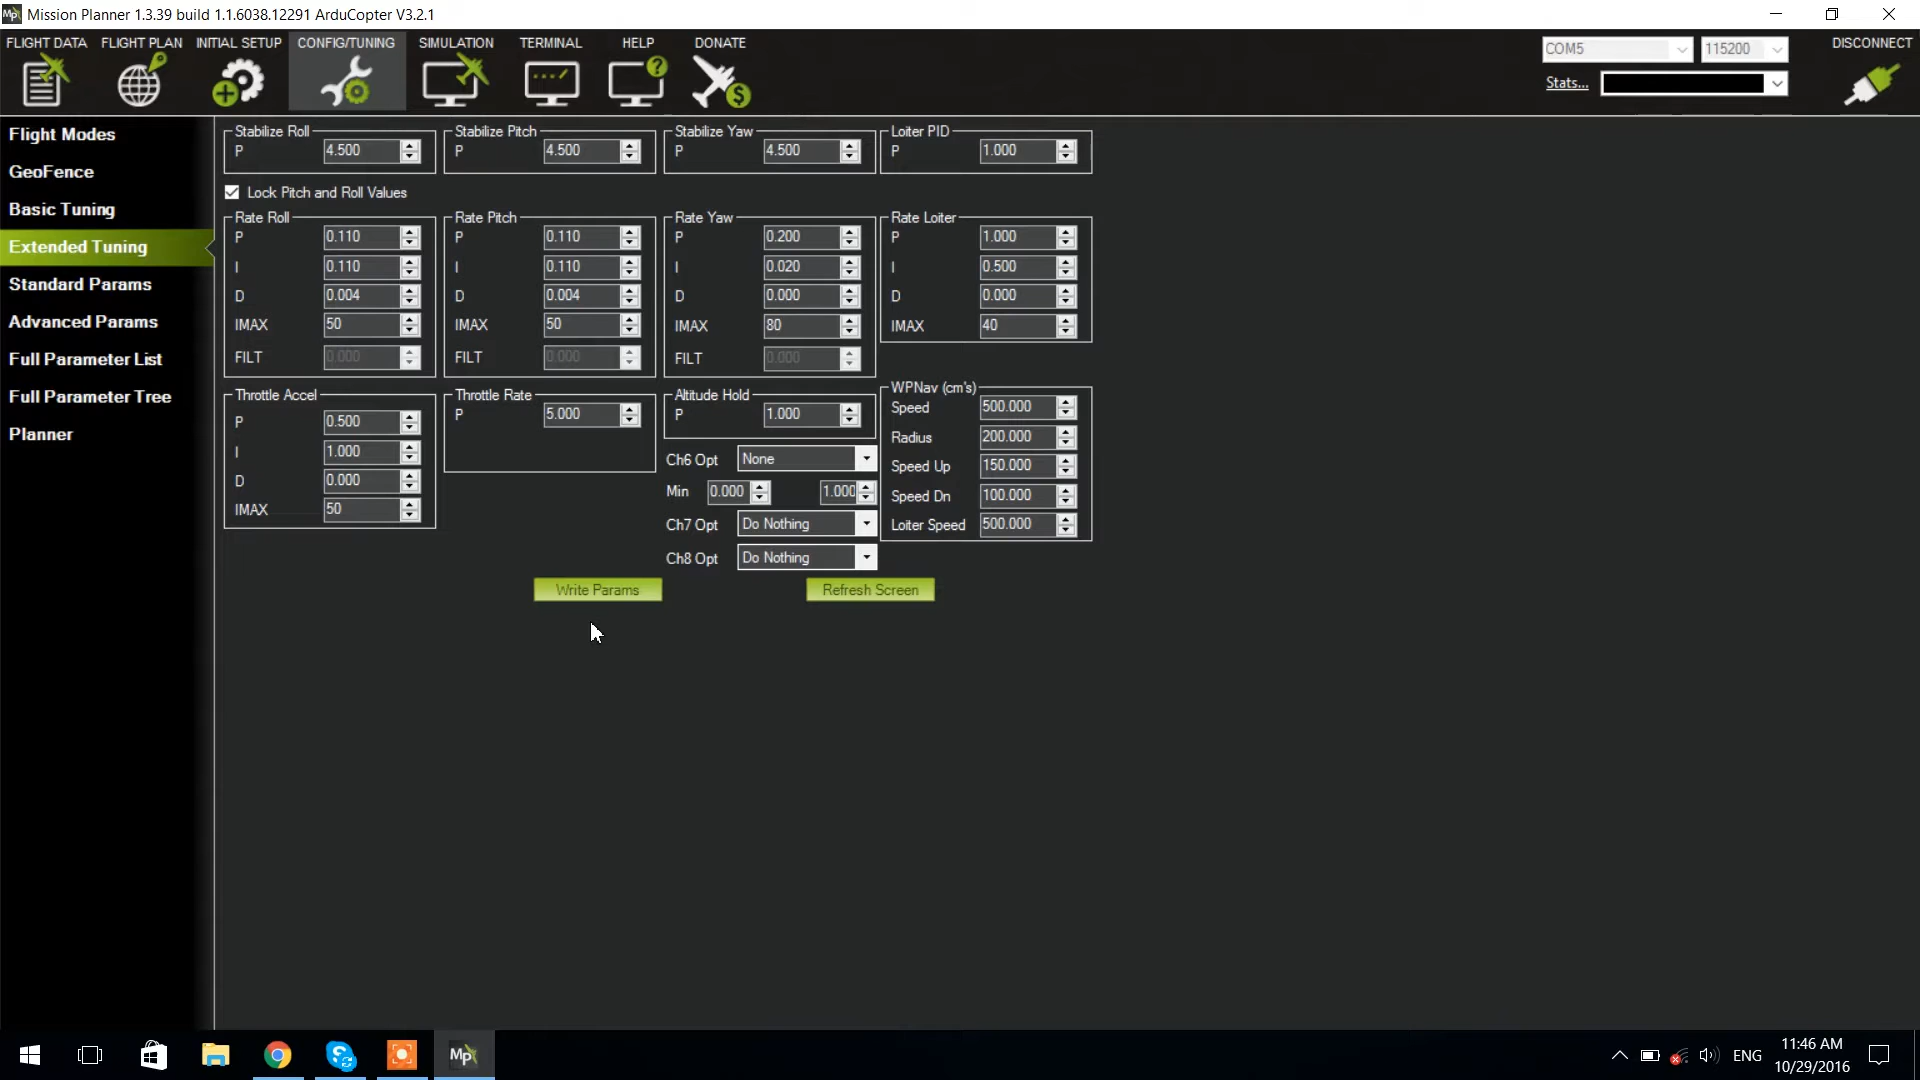 Mission Planner 1.3.39 build 1.1.6038.12291 ArduCopter V3.2.1
FLIGHT DATA FLIGHT PLAN INITIAL SETUP CONFIG/TUNING SIMULATION TERMINAL HELP DONATE
COM5 115200 DISCONNECT
Stats...
Flight Modes
GeoFence
Basic Tuning
Extended Tuning
Standard Params
Advanced Params
Full Parameter List
Full Parameter Tree
Planner
Stabilize Roll
P 4.500
Stabilize Pitch
P 4.500
Stabilize Yaw
P 4.500
Loiter PID
P 1.000
Lock Pitch and Roll Values
Rate Roll
P 0.110
I 0.110
D 0.004
IMAX 50
FILT 0.000
Rate Pitch
P 0.110
I 0.110
D 0.004
IMAX 50
FILT 0.000
Rate Yaw
P 0.200
I 0.020
D 0.000
IMAX 80
FILT 0.000
Rate Loiter
P 1.000
I 0.500
D 0.000
IMAX 40
Throttle Accel
P 0.500
I 1.000
D 0.000
IMAX 50
Throttle Rate
P 5.000
Altitude Hold
P 1.000
Ch6 Opt None
Min 0.000 1.000
Ch7 Opt Do Nothing
Ch8 Opt Do Nothing
WPNav (cm's)
Speed 500.000
Radius 200.000
Speed Up 150.000
Speed Dn 100.000
Loiter Speed 500.000
Write Params Refresh Screen
Mp
ENG
11:46 AM
10/29/2016